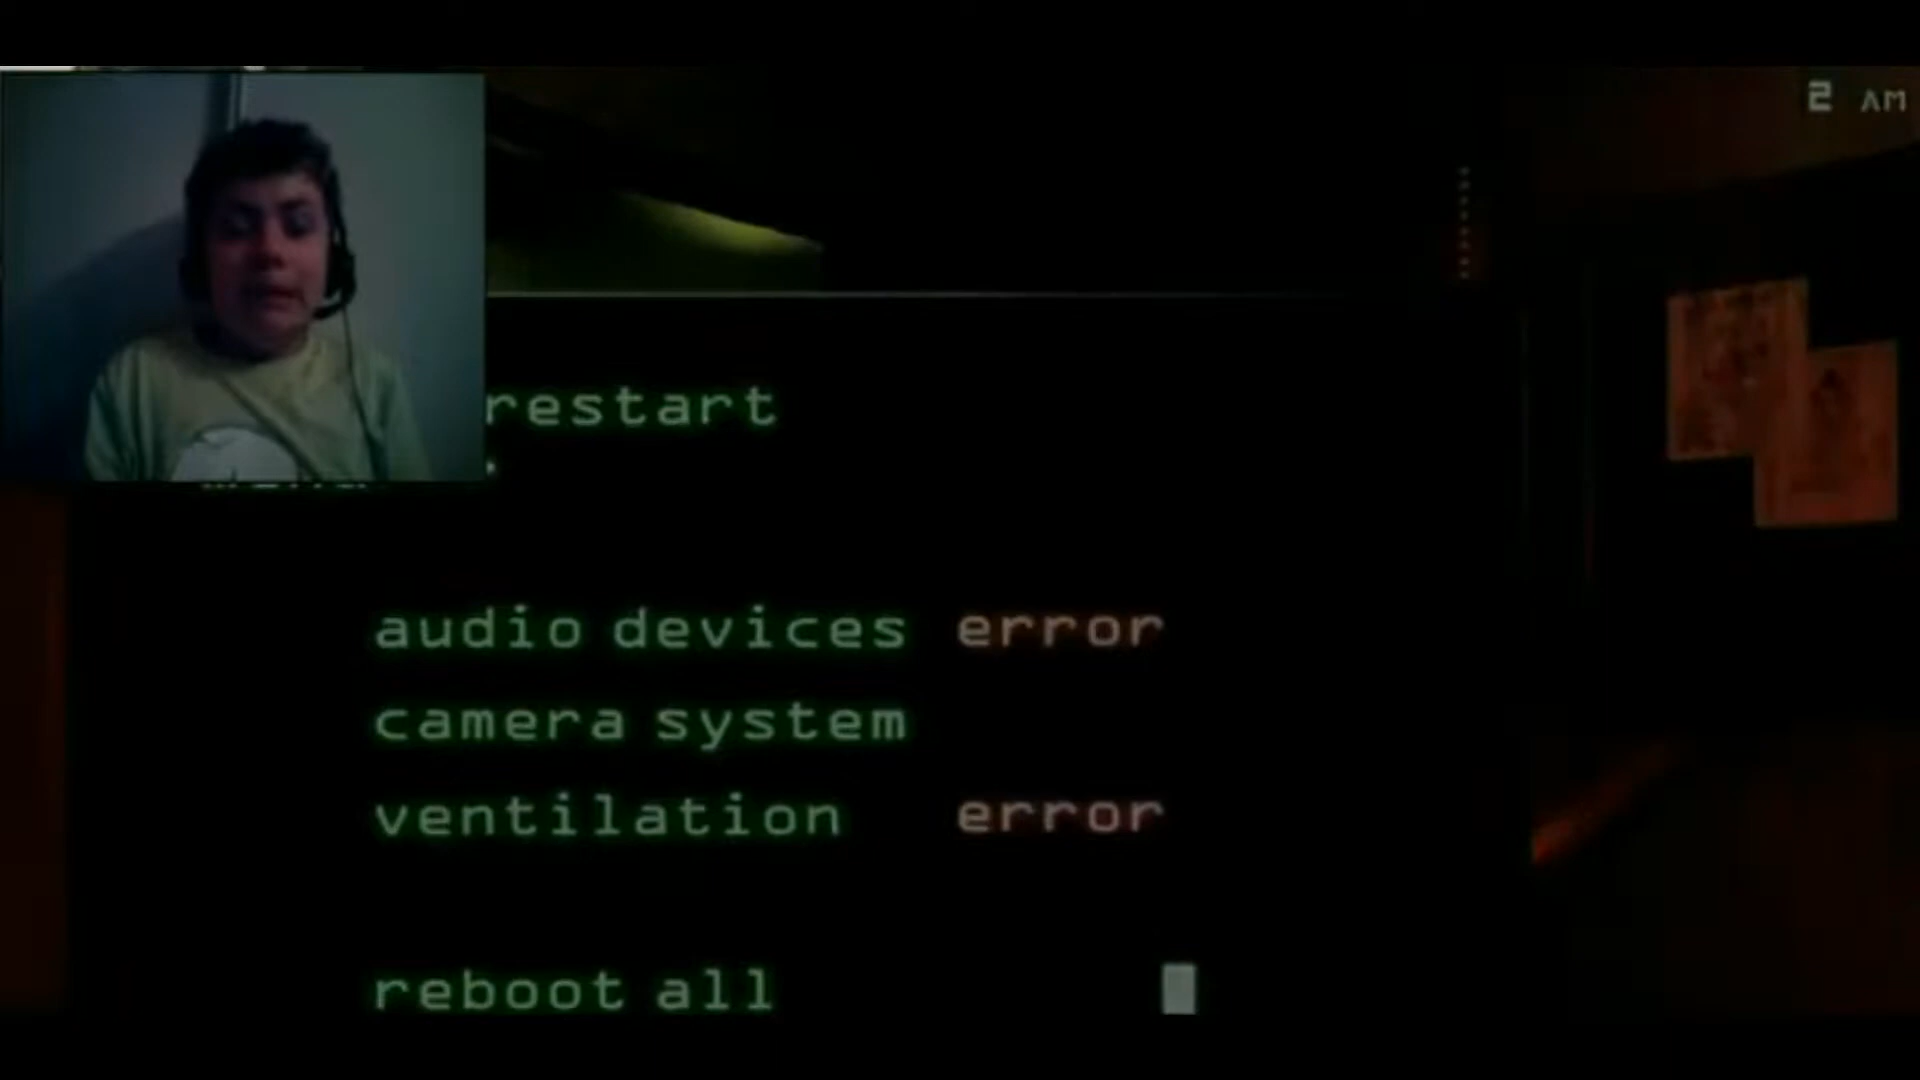 2 AM
restart
audio devices error
camera system
ventilation error
reboot all